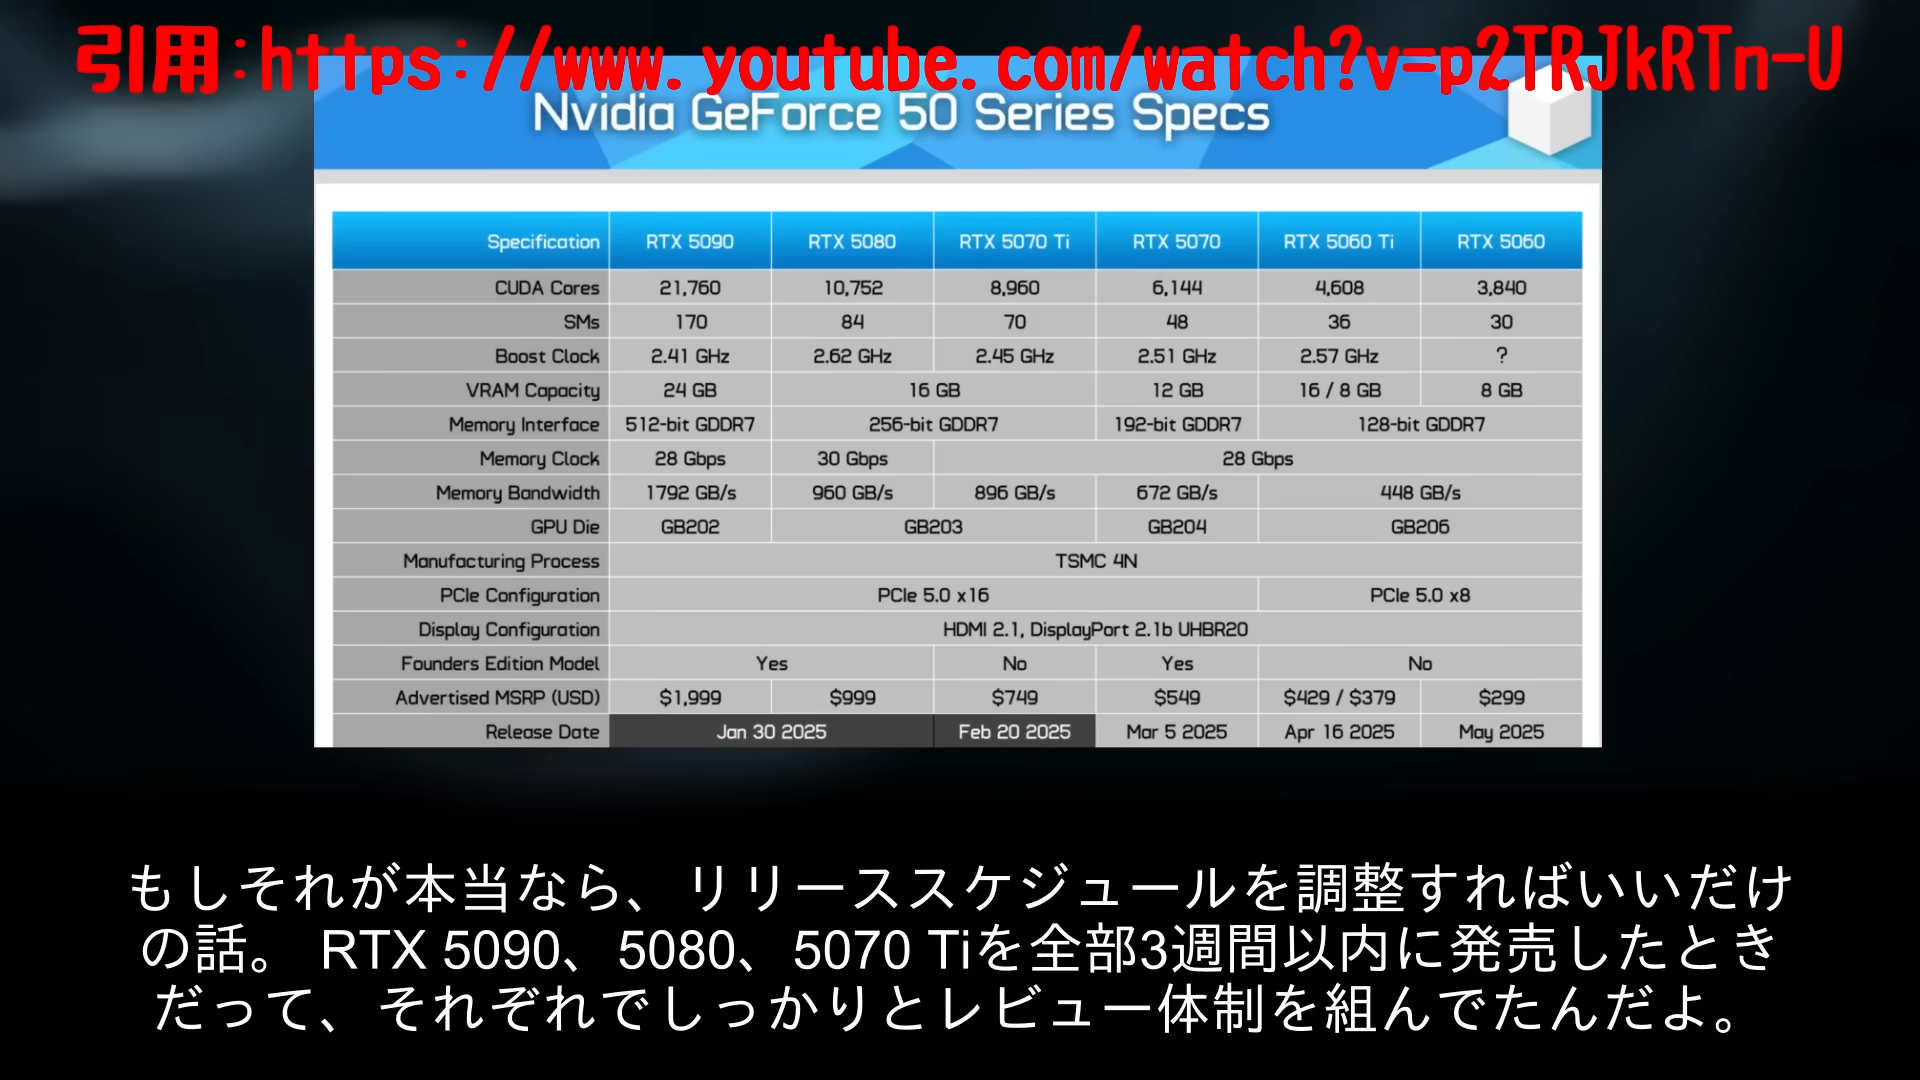 引用:https://www.youtube.com/watch?v=p2TRJkRTn-U
Nvidia GeForce 50 Series Specs
Specification RTX 5090 RTX 5080 RTX 5070 Ti RTX 5070 RTX 5060 Ti RTX 5060
CUDA Cores 21,760 10,752 8,960 6,144 4,608 3,840
SMs 170 84 70 48 36 30
Boost Clock 2.41 GHz 2.62 GHz 2.45 GHz 2.51 GHz 2.57 GHz ?
VRAM Capacity 24 GB 16 GB 12 GB 16 / 8 GB 8 GB
Memory Interface 512-bit GDDR7 256-bit GDDR7 192-bit GDDR7 128-bit GDDR7
Memory Clock 28 Gbps 30 Gbps 28 Gbps
Memory Bandwidth 1792 GB/s 960 GB/s 896 GB/s 672 GB/s 448 GB/s
GPU Die GB202 GB203 GB204 GB206
Manufacturing Process TSMC 4N
PCIe Configuration PCIe 5.0 x16 PCIe 5.0 x8
Display Configuration HDMI 2.1, DisplayPort 2.1b UHBR20
Founders Edition Model Yes No Yes No
Advertised MSRP (USD) $1,999 $999 $749 $549 $429 / $379 $299
Release Date Jan 30 2025 Feb 20 2025 Mar 5 2025 Apr 16 2025 May 2025
もしそれが本当なら、リリーススケジュールを調整すればいいだけ
の話。 RTX 5090、5080、5070 Tiを全部3週間以内に発売したとき
だって、それぞれでしっかりとレビュー体制を組んでたんだよ。